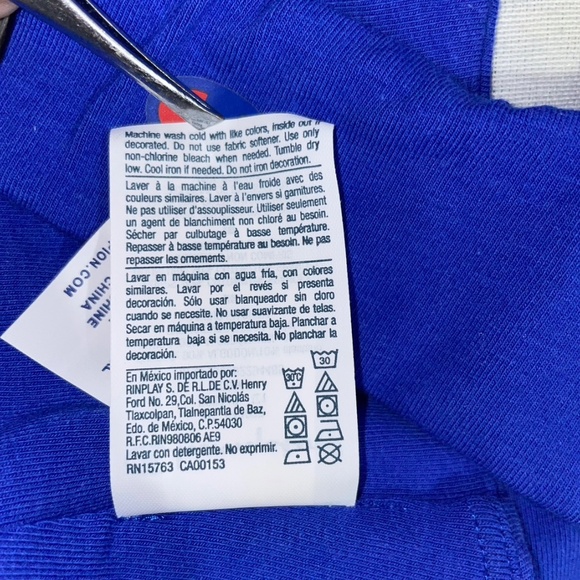 Machine wash cold with like colors, inside out if
decorated. Do not use fabric softener. Use only
non-chlorine bleach when needed. Tumble dry
low. Cool iron if needed. Do not iron decoration.
Laver à la machine à l'eau froide avec des
couleurs similaires. Laver à l'envers si garnitures.
Ne pas utiliser d'assouplisseur. Utiliser seulement
un agent de blanchiment non chloré au besoin.
Sécher par culbutage à basse température.
Repasser à basse température au besoin. Ne pas
repasser les ornements.
Lavar en máquina con agua fría, con colores
similares. Lavar por el revés si presenta
decoración. Sólo usar blanqueador sin cloro
cuando es necesario. No usar suavizante de telas.
Secar en máquina a temperatura baja. Planchar a
temperatura baja si es necesario. No planchar la
decoración.
En México importado por:
RINPLAY S. DE R.L.DE C.V. Henry
Ford No. 29,Col. San Nicolás
Tlaxcolpan, Tlalnepantla de Baz,
Edo. de México, C.P.54030
R.F.C.RIN980806 AE9
Lavar con detergente. No exprimir.
RN15763 CA00153
30°C
30
PION.COM
CHINA
HINE